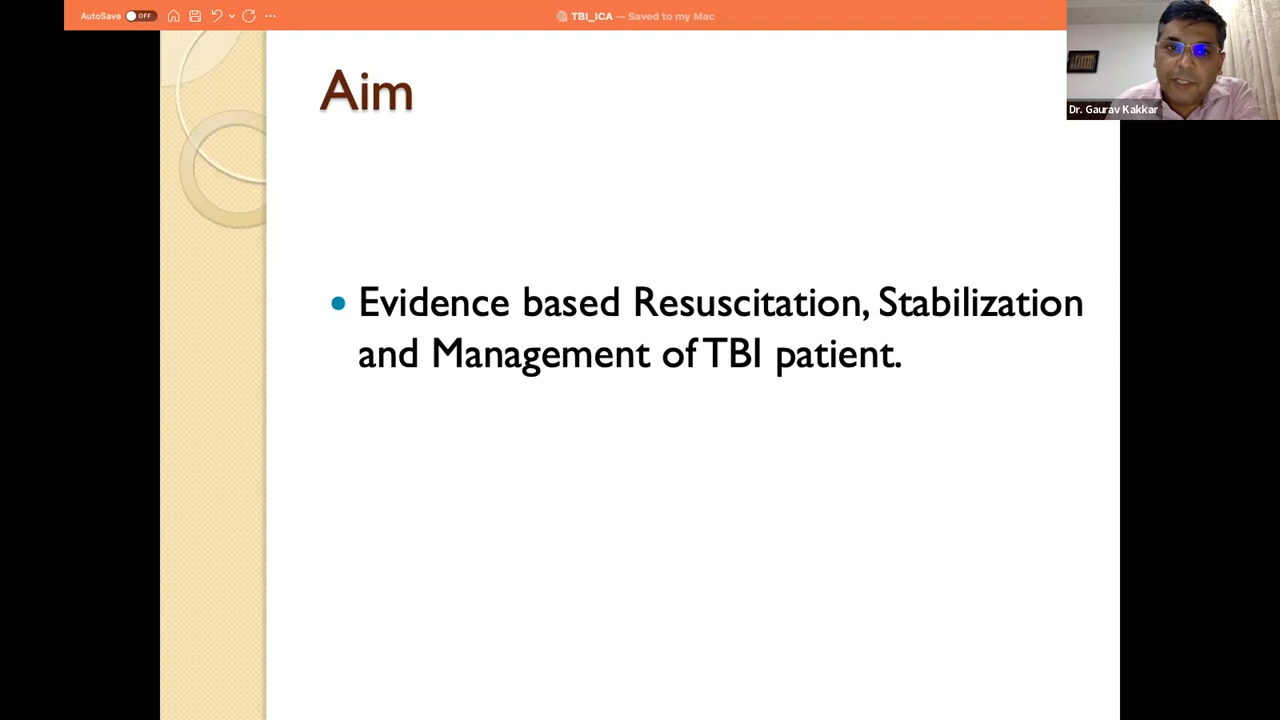 AutoSave OFF
TBI_ICA — Saved to my Mac
Dr. Gaurav Kakkar
Aim
Evidence based Resuscitation, Stabilization
and Management of TBI patient.